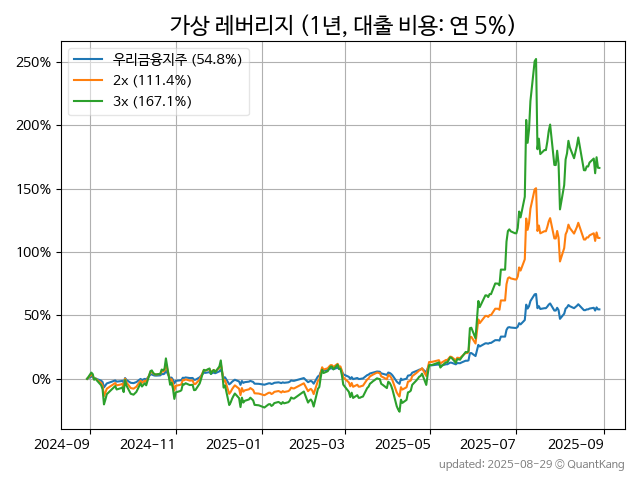 가상 레버리지 (1년, 대출 비용: 연 5%)
우리금융지주 (54.8%)
2x (111.4%)
3x (167.1%)
250%
200%
150%
100%
50%
0%
2024-09 2024-11 2025-01 2025-03 2025-05 2025-07 2025-09
updated: 2025-08-29 © QuantKang